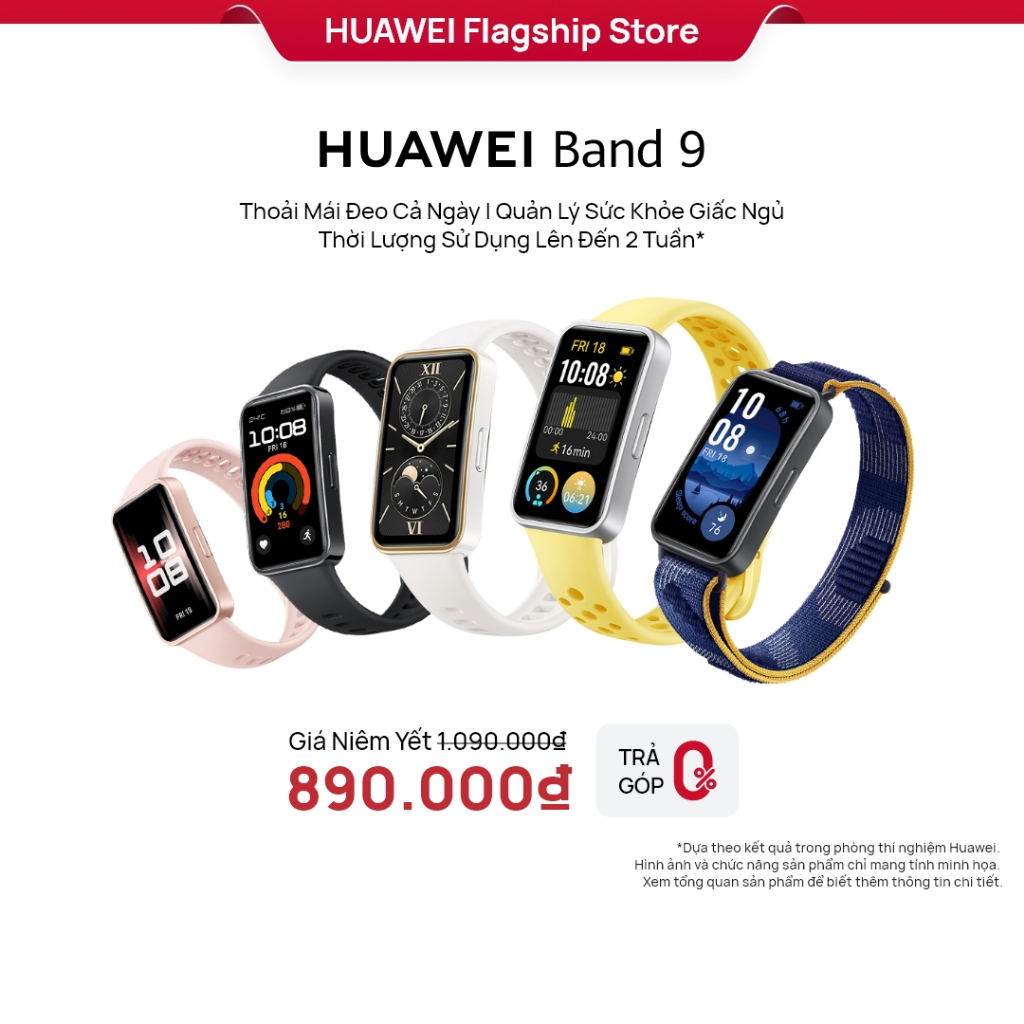 HUAWEI Flagship Store
HUAWEI Band 9
Thoải Mái Đeo Cả Ngày | Quản Lý Sức Khỏe Giấc Ngủ
Thời Lượng Sử Dụng Lên Đến 2 Tuần*
10
08
FRI 18
10:08
FRI 18
3
16
280
XII
S M T W T F S
VI
FRI 18
10:08
00:00 24:00
16min
36
06:21
10
08
FRI 18
6 8 h
Sleep score
76
Giá Niêm Yết 1.090.000đ
890.000đ
TRẢ
GÓP
0%
*Dựa theo kết quả trong phòng thí nghiệm Huawei.
Hình ảnh và chức năng sản phẩm chỉ mang tính minh họa.
Xem tổng quan sản phẩm để biết thêm thông tin chi tiết.